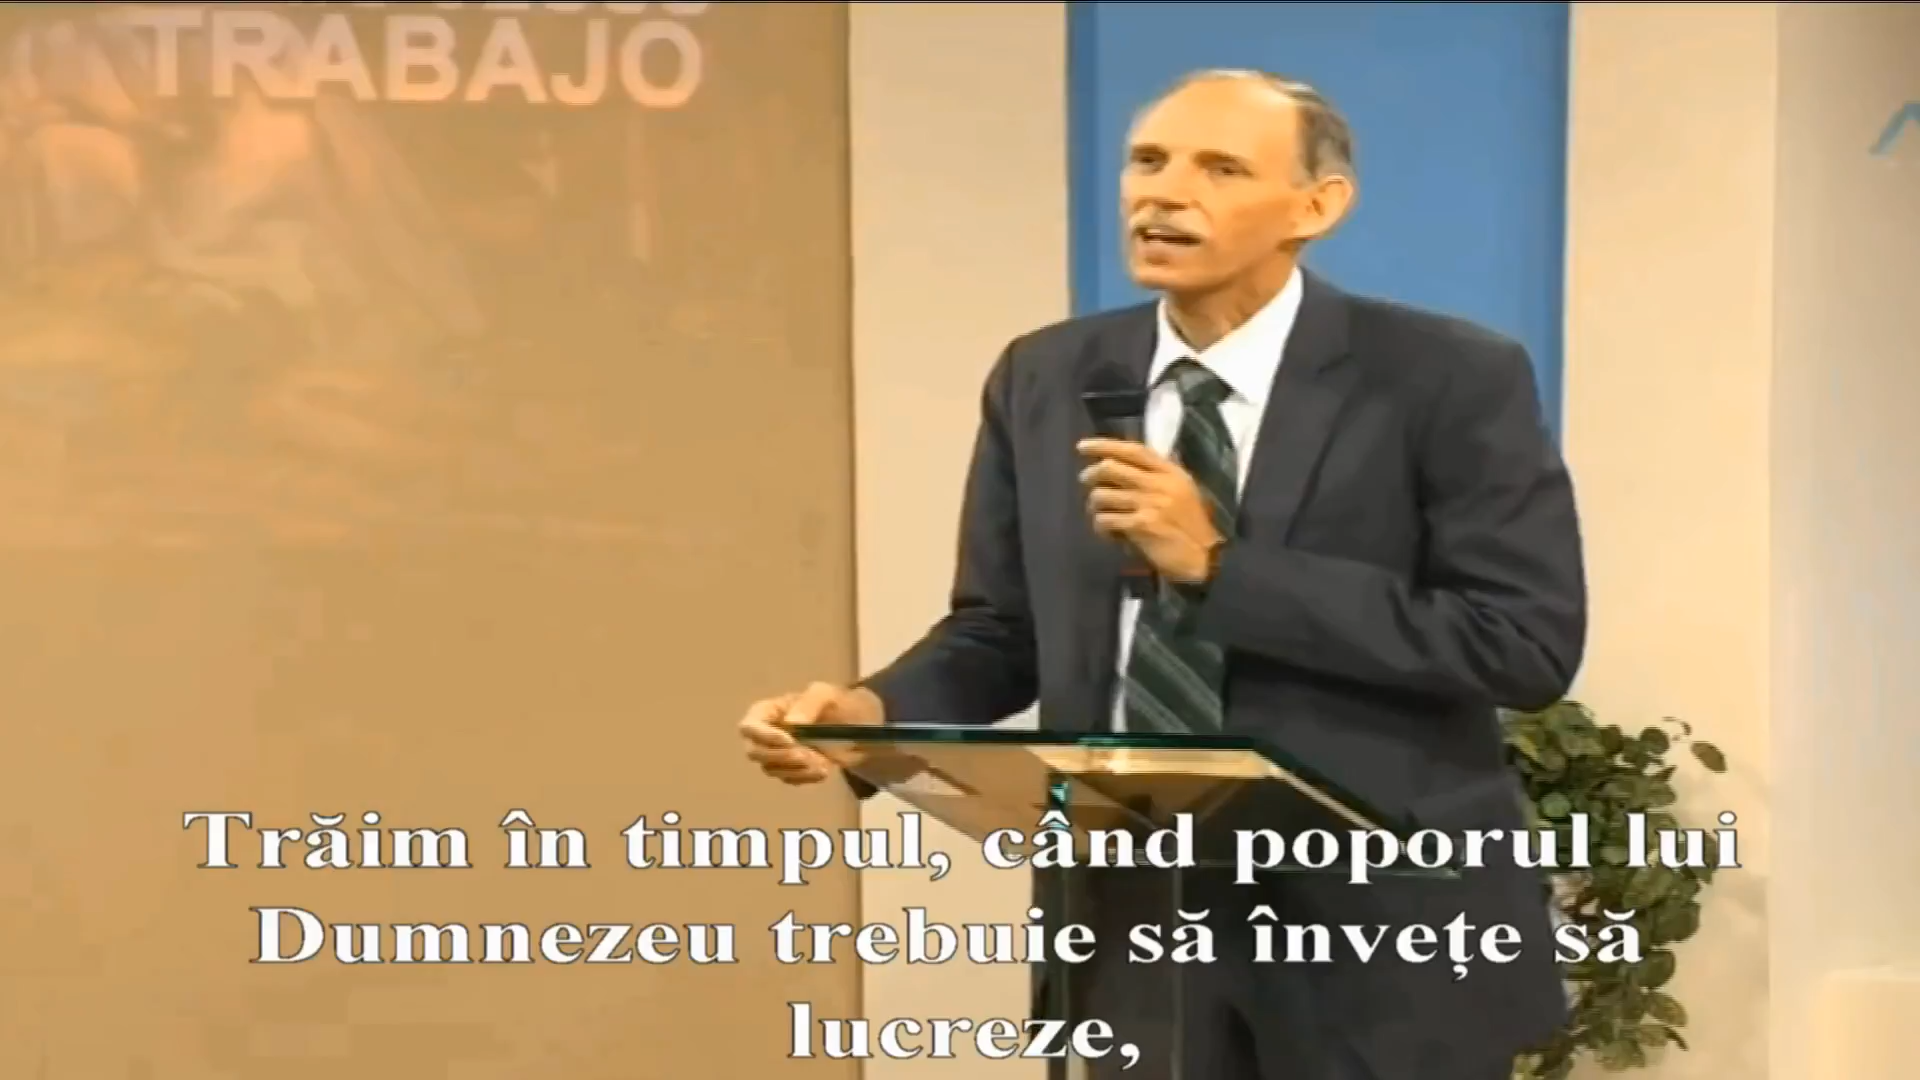 TRABAJO
Trăim în timpul, când poporul lui
Dumnezeu trebuie să învețe să
lucreze,